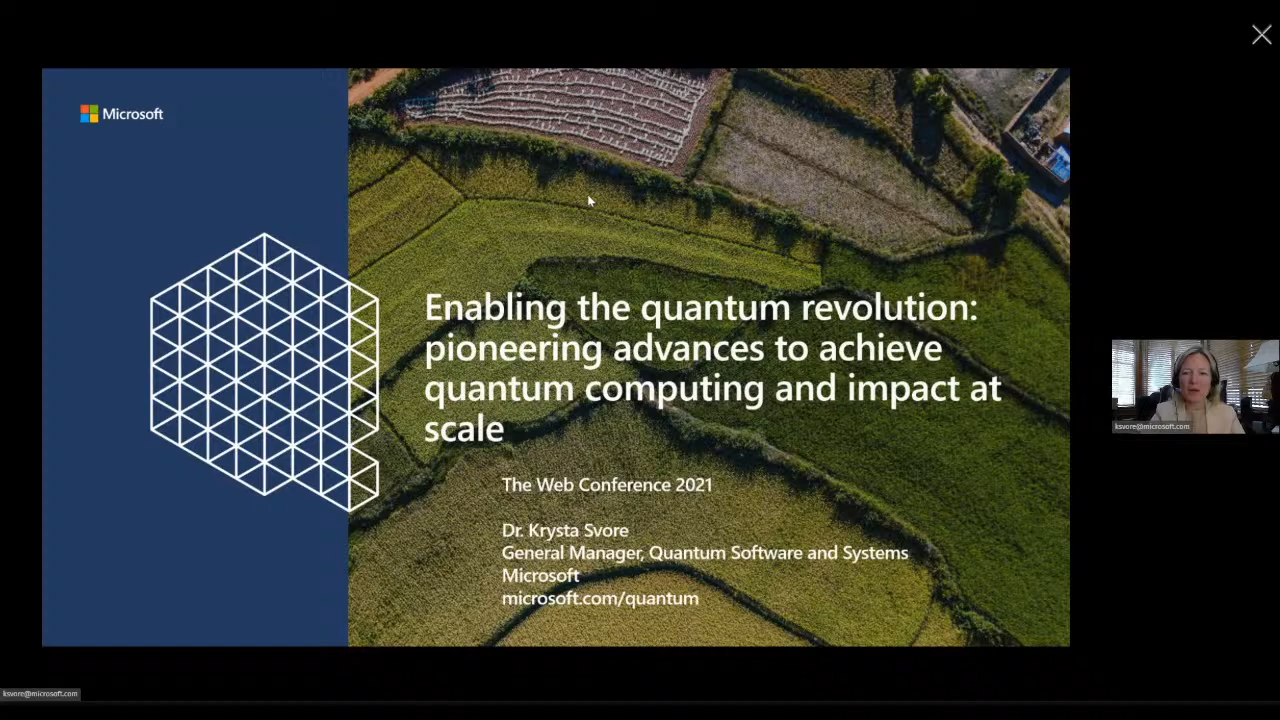 Microsoft
Enabling the quantum revolution:
pioneering advances to achieve
quantum computing and impact at
scale
The Web Conference 2021
Dr. Krysta Svore
General Manager, Quantum Software and Systems
Microsoft
microsoft.com/quantum
ksvore@microsoft.com
ksvore@microsoft.com